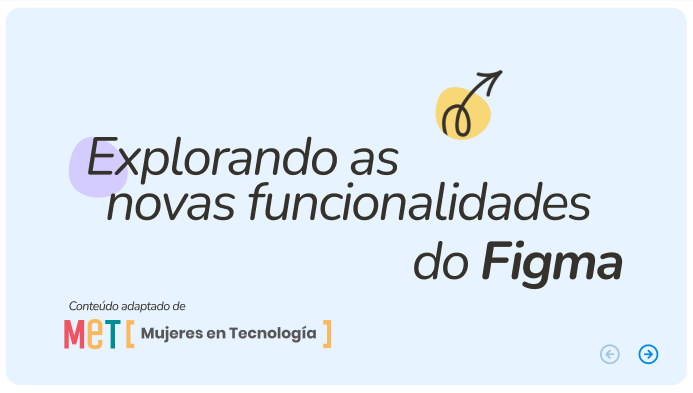 Explorando as
novas funcionalidades
do Figma
Conteúdo adaptado de
MeT [ Mujeres en Tecnología ]